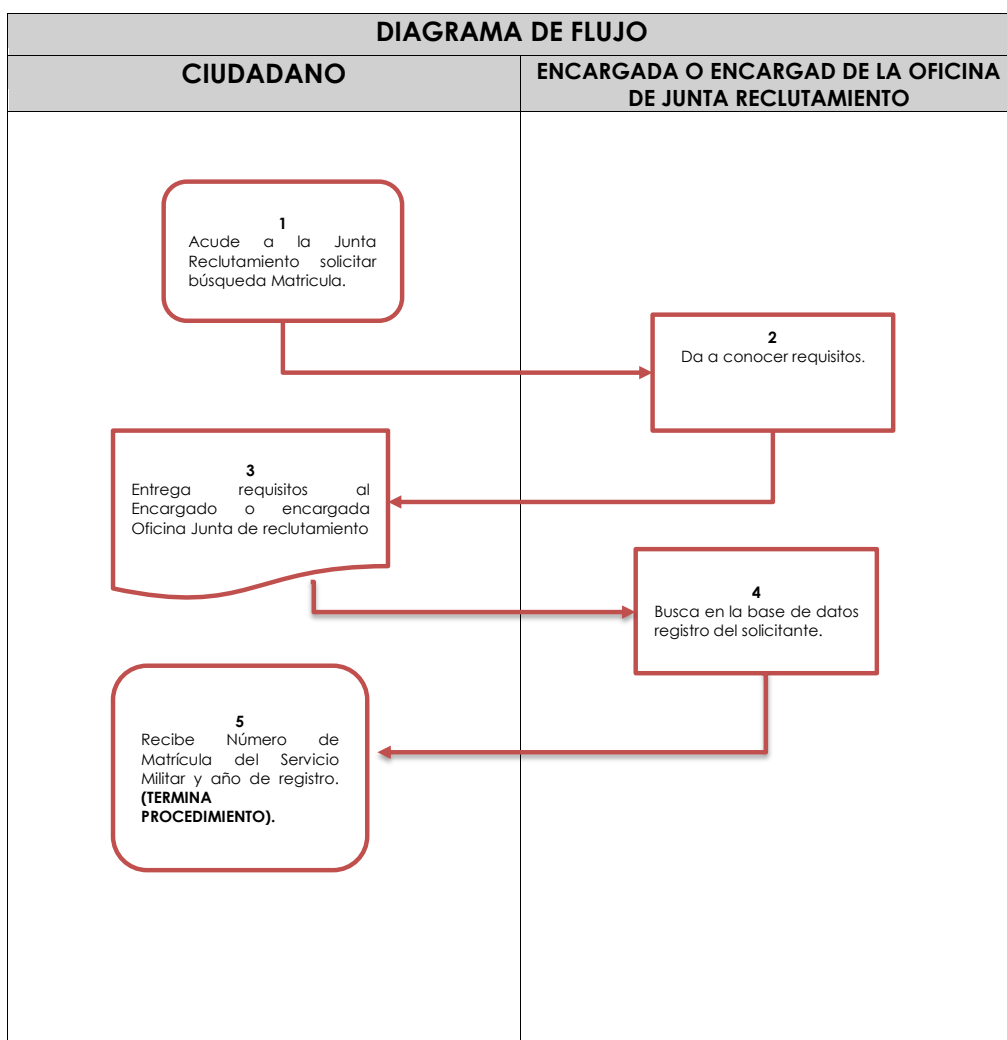 DIAGRAMA DE FLUJO
CIUDADANO
ENCARGADA O ENCARGAD DE LA OFICINA
DE JUNTA RECLUTAMIENTO
1
Acude a la Junta
Reclutamiento solicitar
búsqueda Matricula.
2
Da a conocer requisitos.
3
Entrega requisitos al
Encargado o encargada
Oficina Junta de reclutamiento
4
Busca en la base de datos
registro del solicitante.
5
Recibe Número de
Matrícula del Servicio
Militar y año de registro.
(TERMINA
PROCEDIMIENTO).